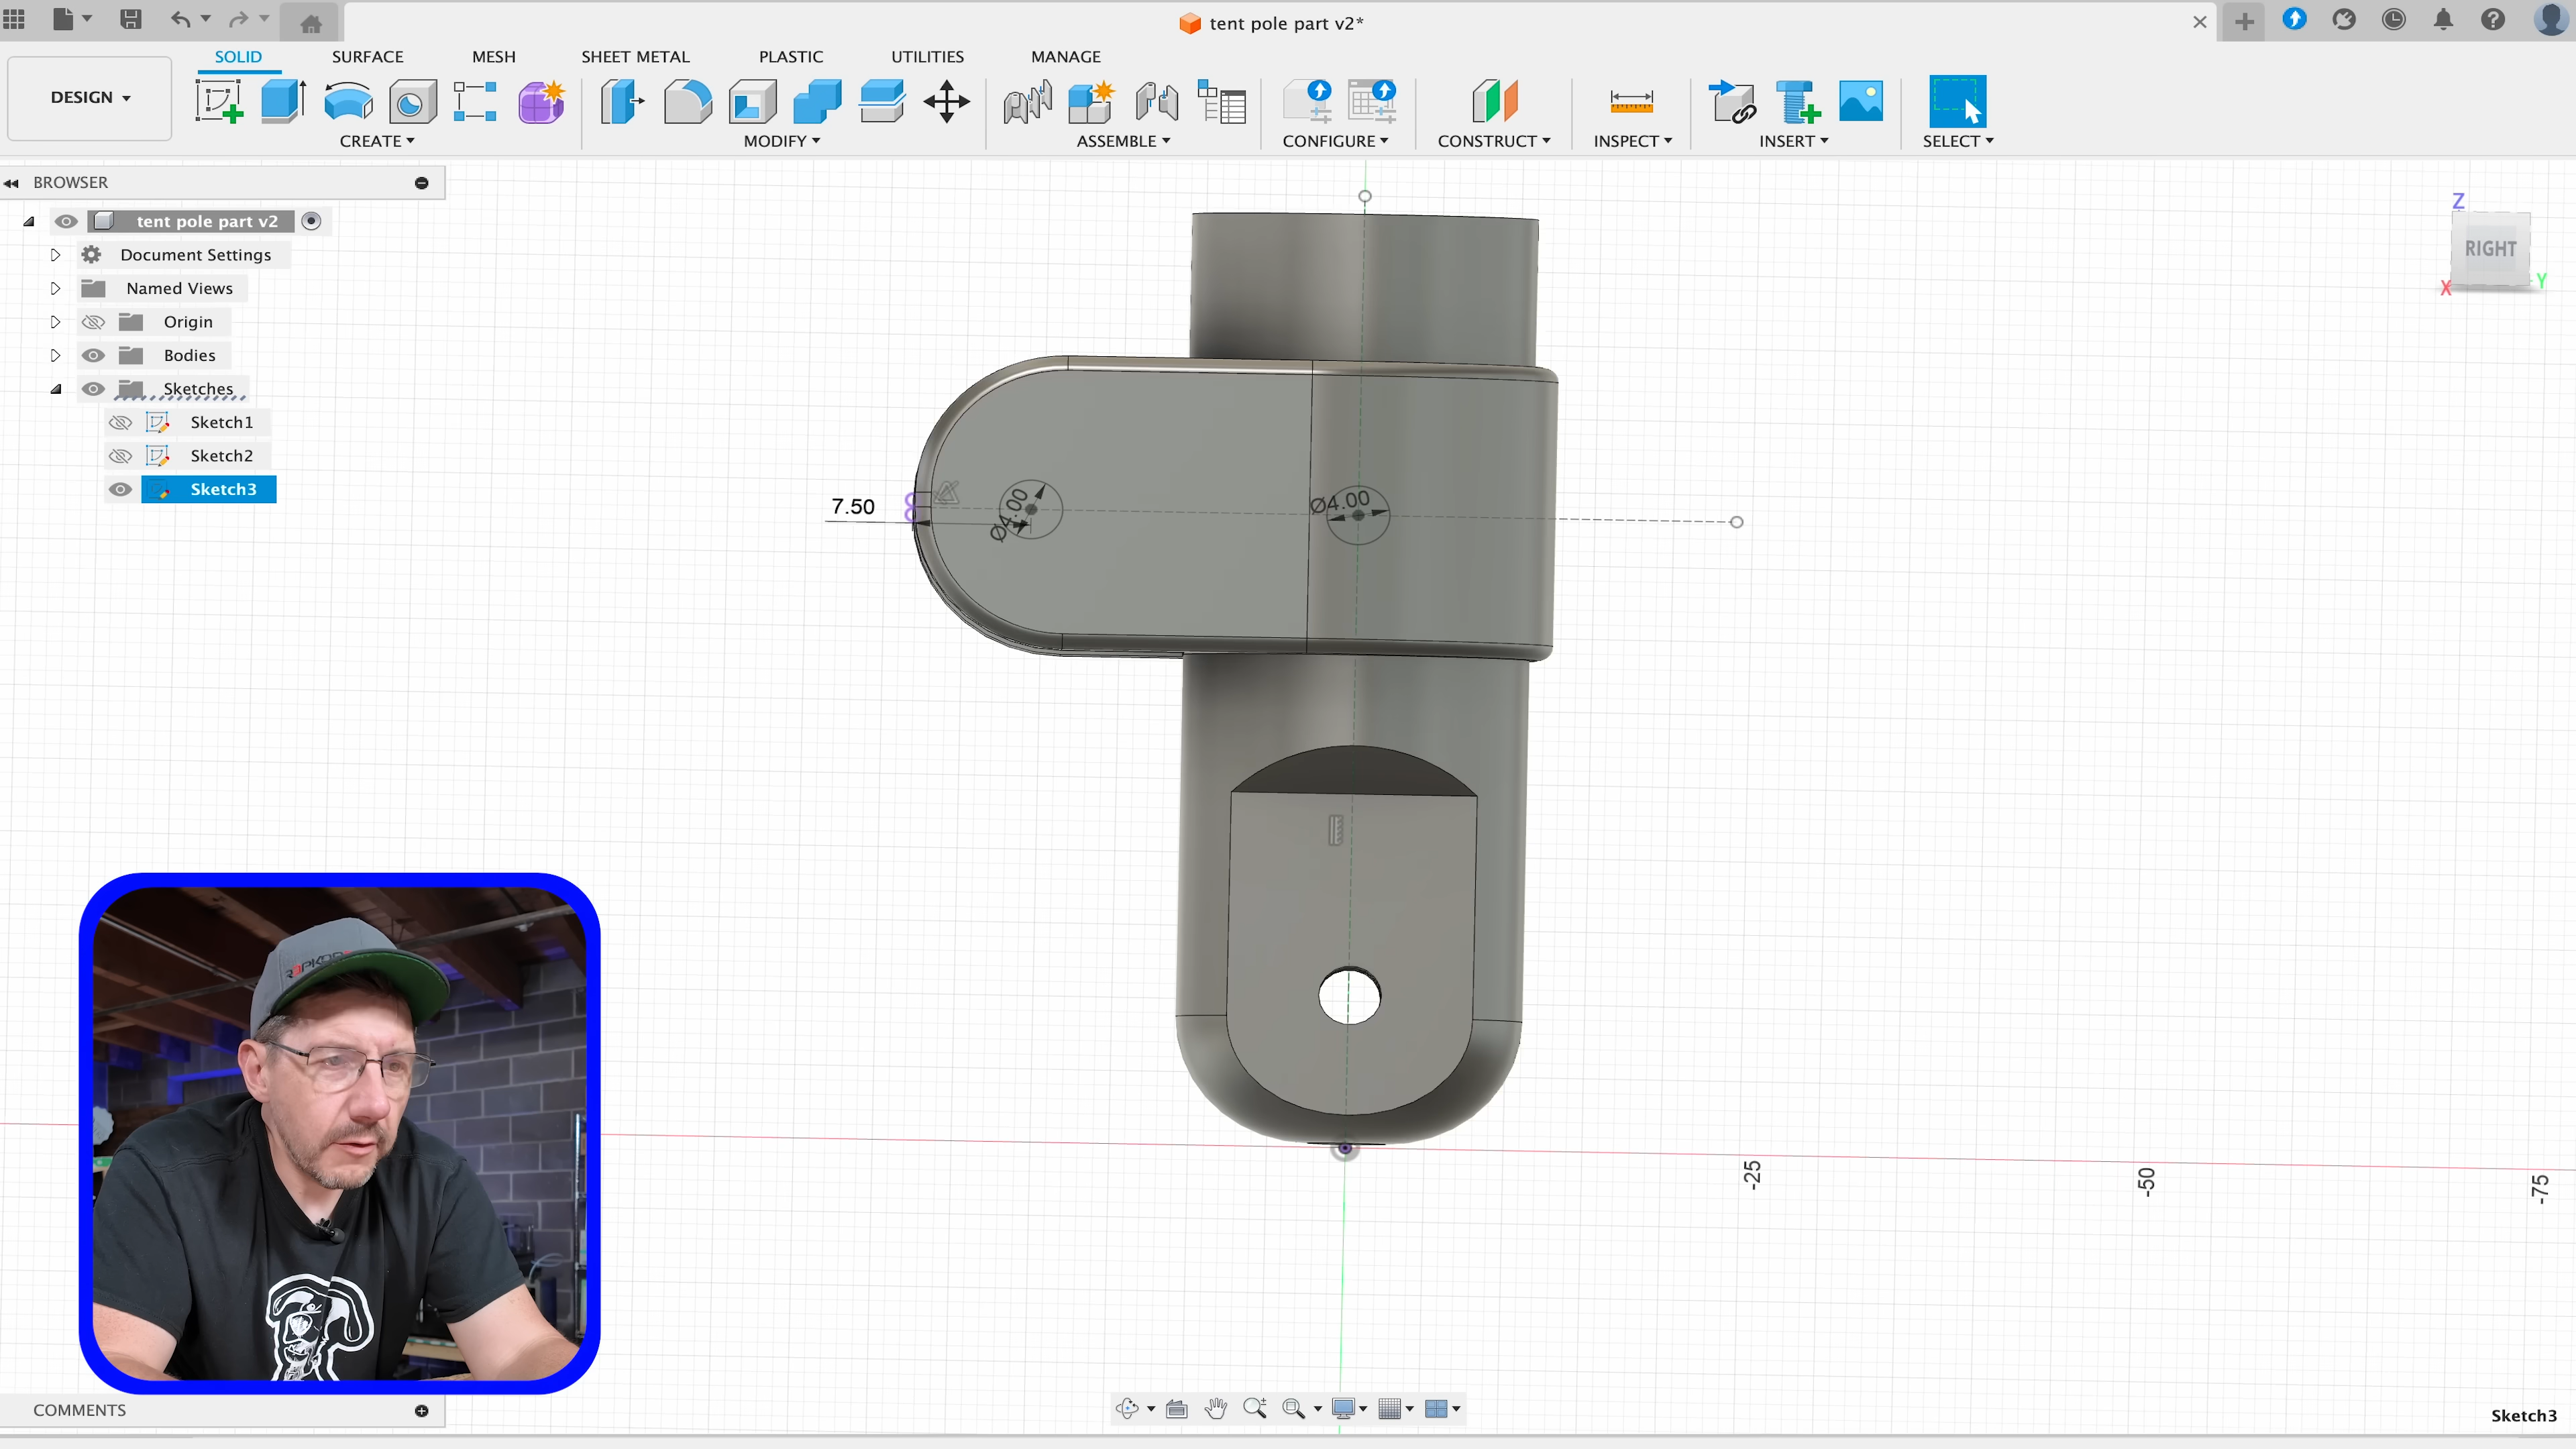 tent pole part v2*
DESIGN
SOLID SURFACE MESH SHEET METAL PLASTIC UTILITIES MANAGE
CREATE MODIFY ASSEMBLE CONFIGURE CONSTRUCT INSPECT INSERT SELECT
BROWSER
tent pole part v2
Document Settings
Named Views
Origin
Bodies
Sketches
Sketch1
Sketch2
Sketch3
Z
RIGHT
X Y
7.50
Ø4.00
Ø4.00
-25
-50
-75
COMMENTS
Sketch3